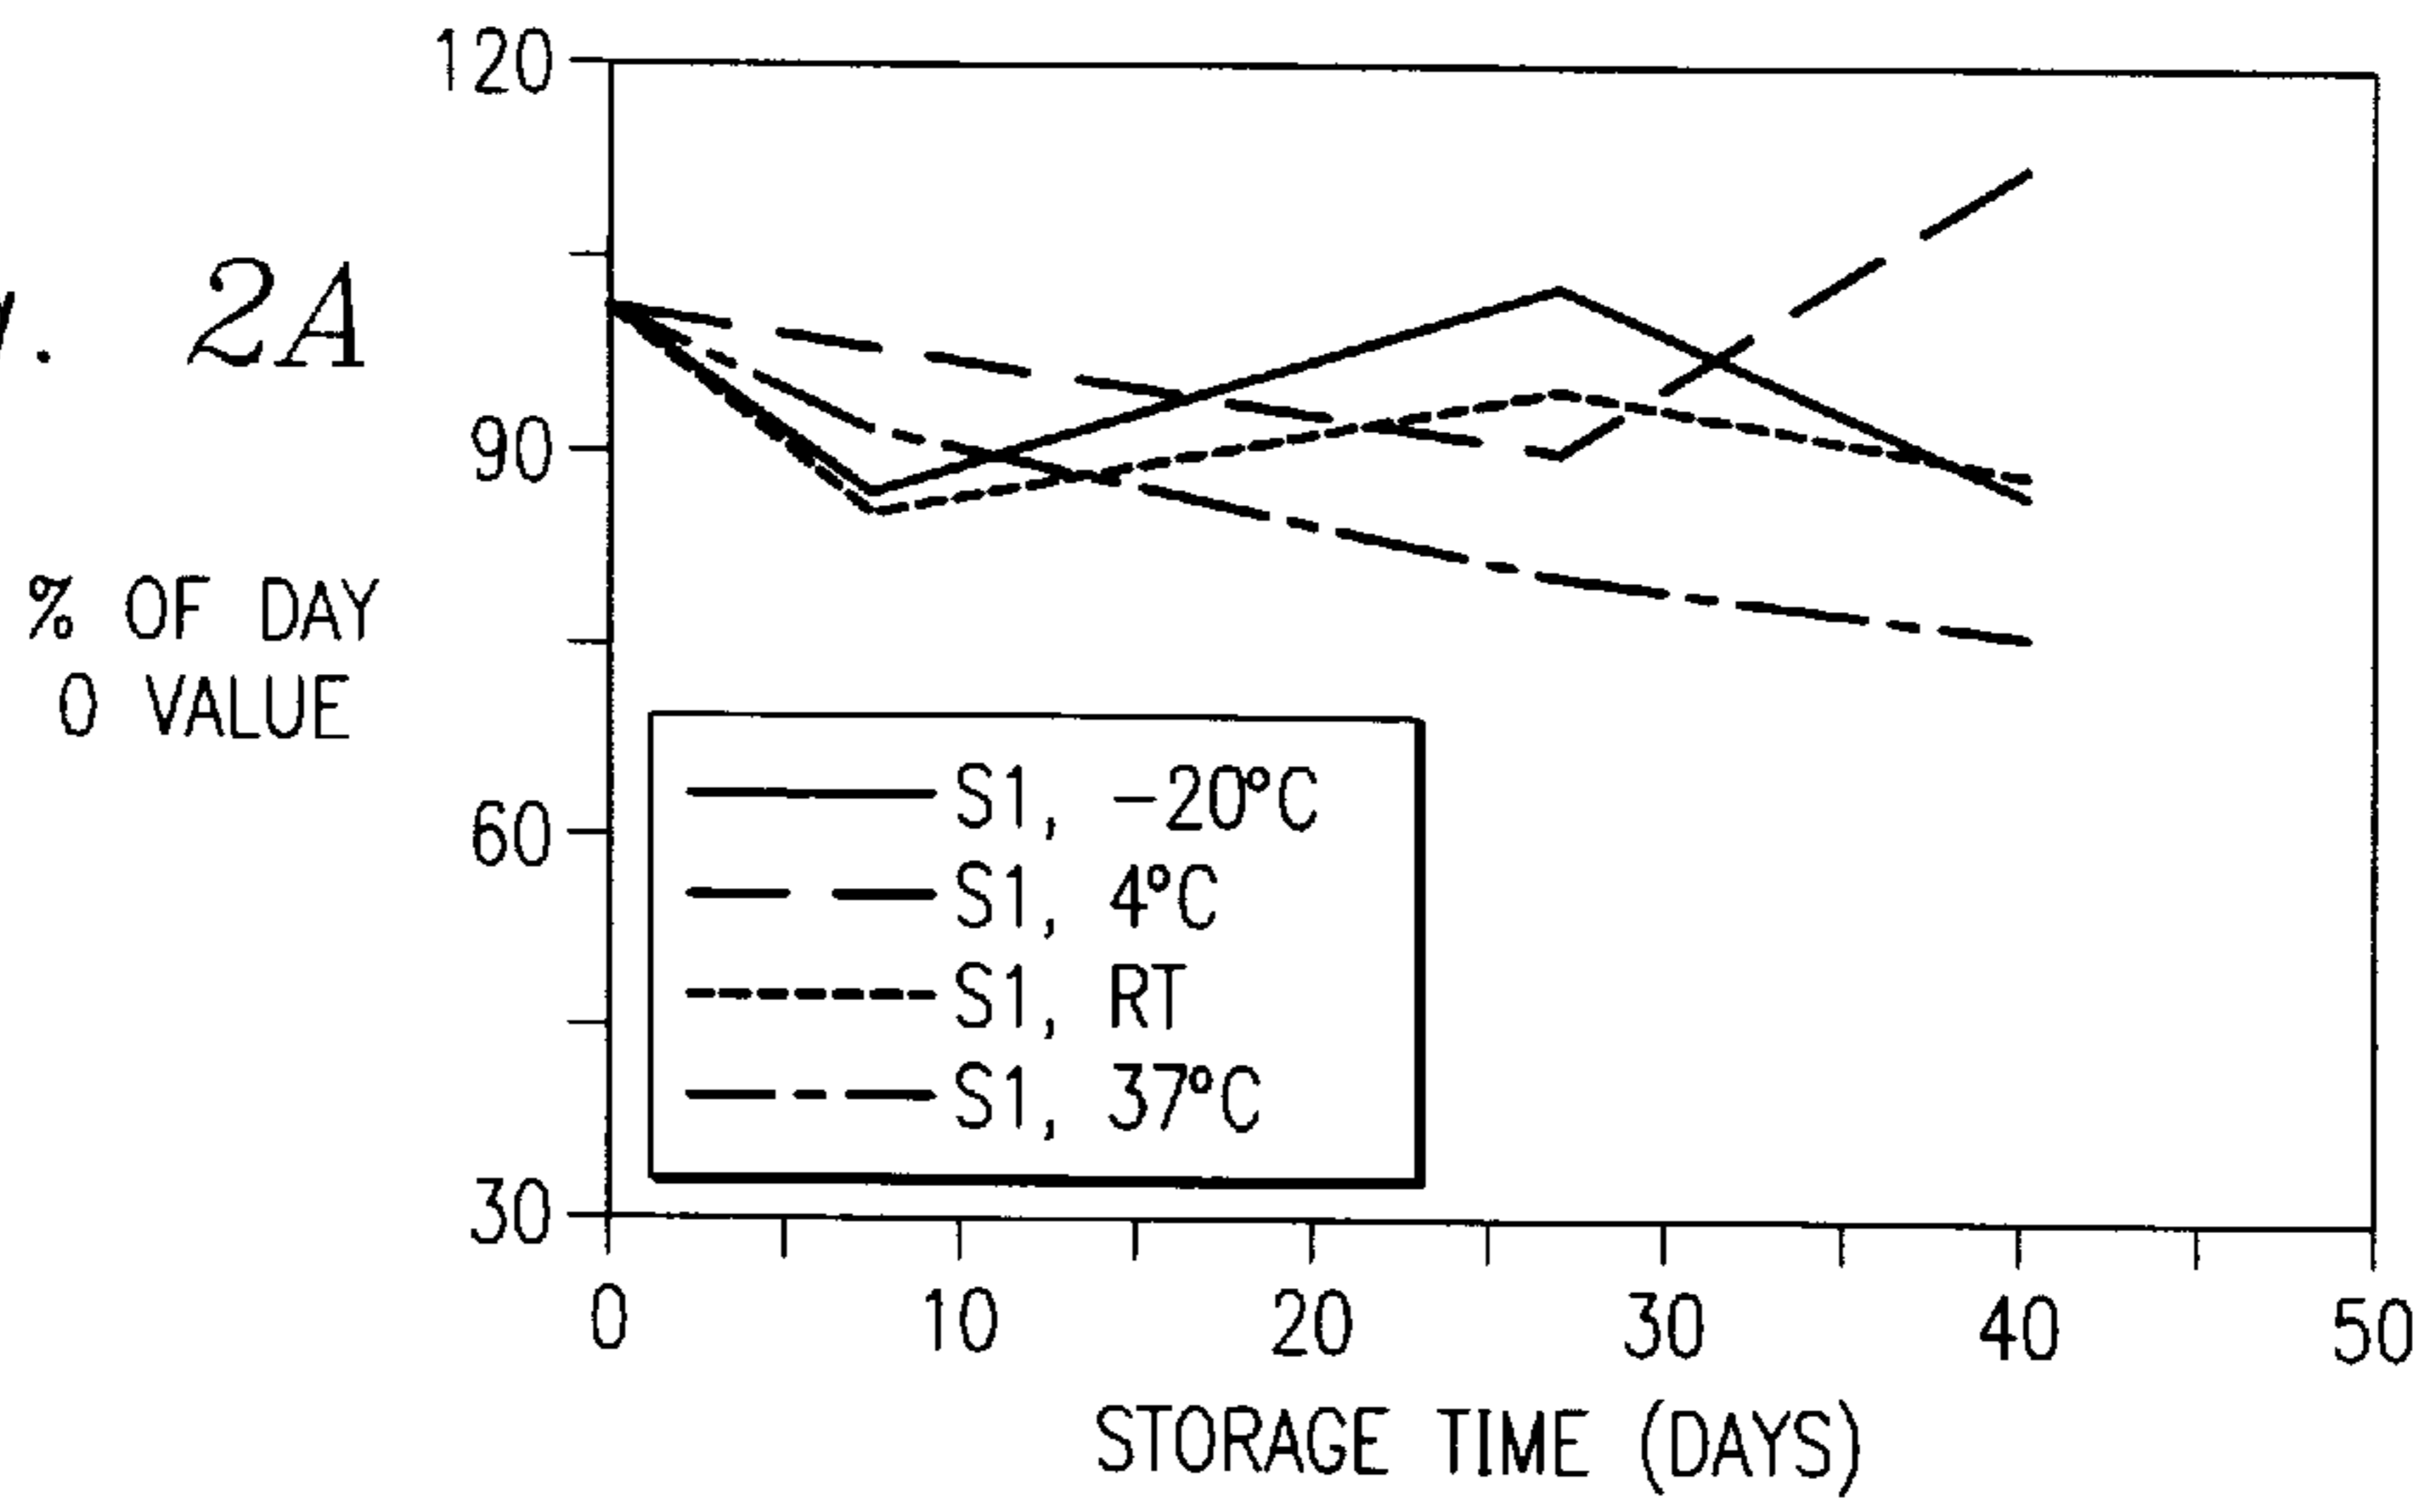 2A
% OF DAY
0 VALUE
120
90
60
30
S1, -20°C
S1, 4°C
S1, RT
S1, 37°C
0 10 20 30 40 50
STORAGE TIME (DAYS)